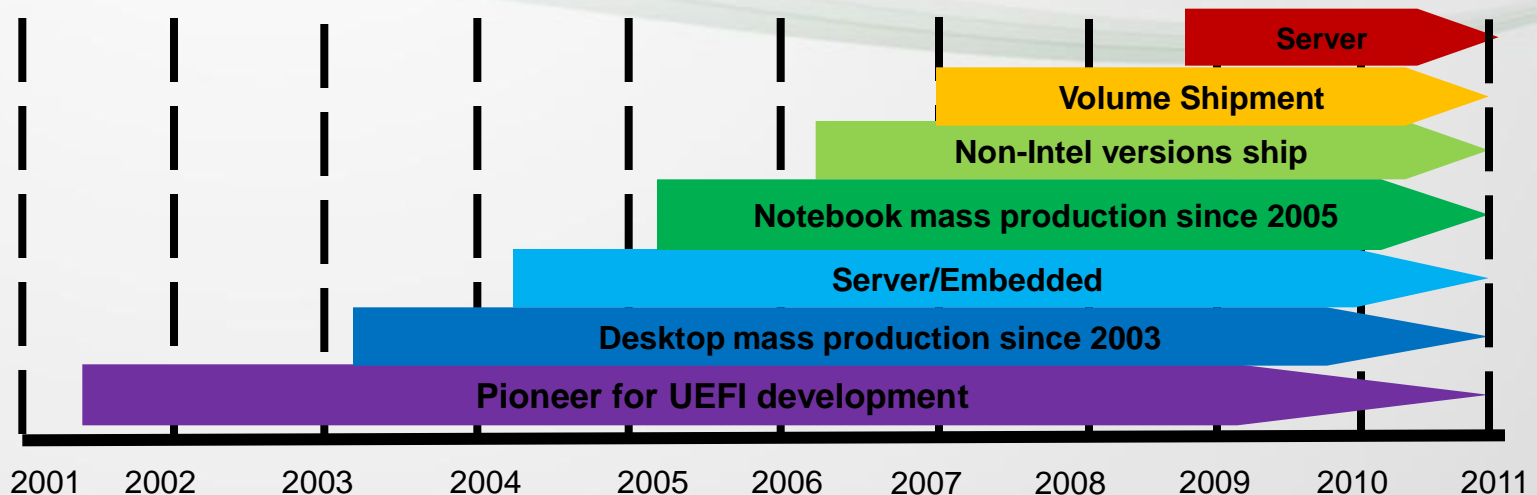 Server
Volume Shipment
Non-Intel versions ship
Notebook mass production since 2005
Server/Embedded
Desktop mass production since 2003
Pioneer for UEFI development
2001 2002 2003 2004 2005 2006 2007 2008 2009 2010 2011